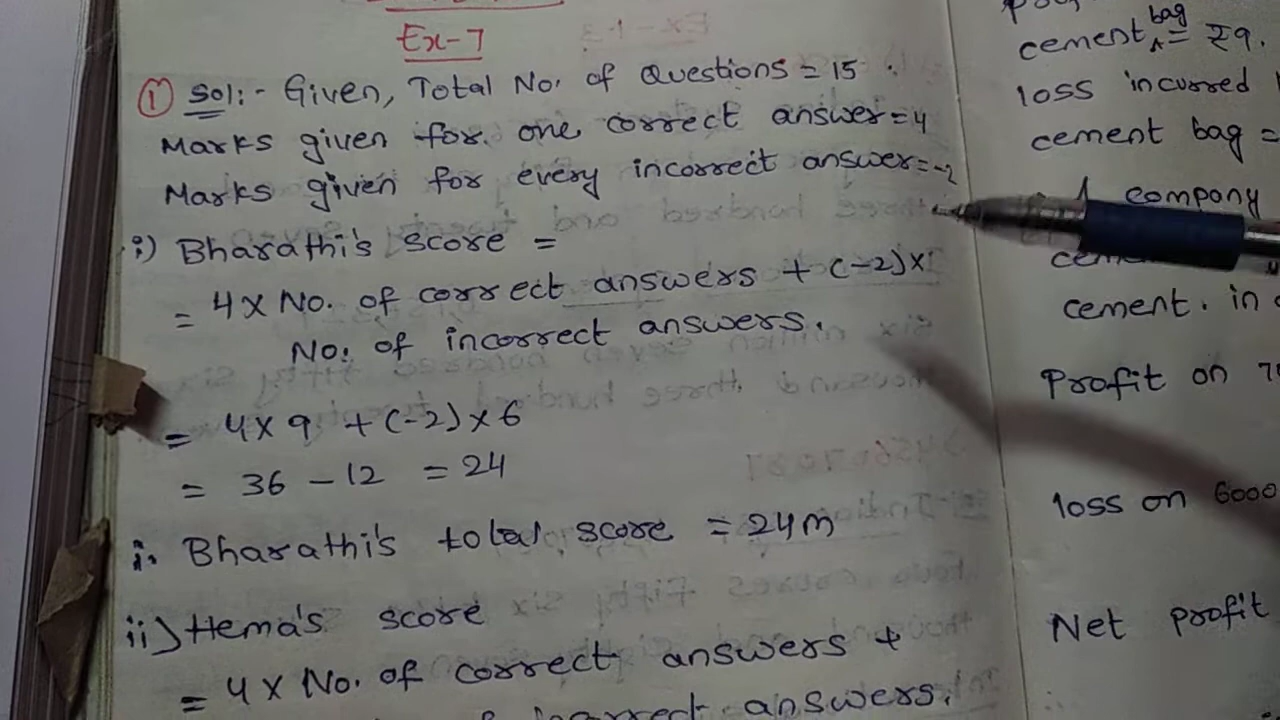 Ex-7
① Sol:- Given, Total No. of Questions = 15.
Marks given for one correct answer=4
Marks given for every incorrect answer=-2
i) Bharathi's score =
= 4 x No. of correct answers + (-2)x
No. of incorrect answers.
= 4 x 9 + (-2) x 6
= 36 - 12 = 24
i. Bharathi's total score = 24m
ii) Hema's score
= 4 x No. of correct answers +
answers.
bag
cement ^ = ₹9.
loss incurred
cement bag =
company
cement. in
Profit on
loss on 6000
Net profit